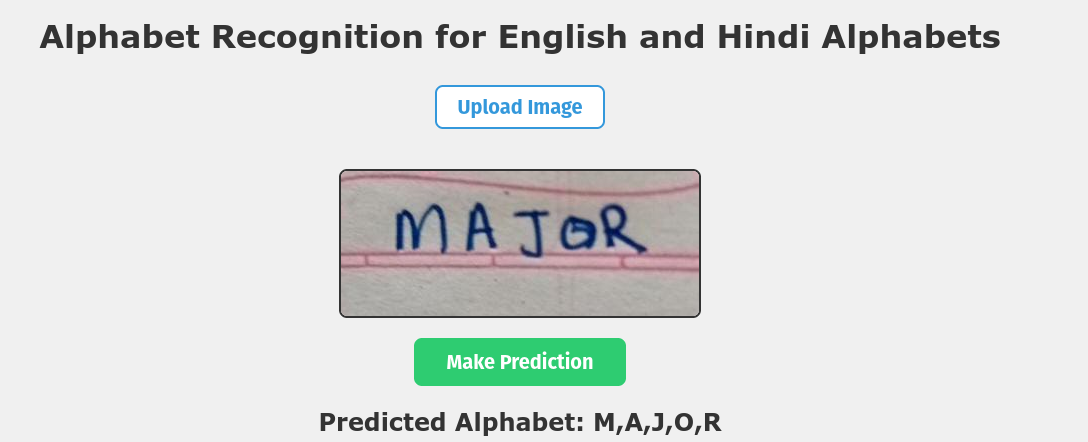 Alphabet Recognition for English and Hindi Alphabets
Upload Image
MAJOR
Make Prediction
Predicted Alphabet: M,A,J,O,R